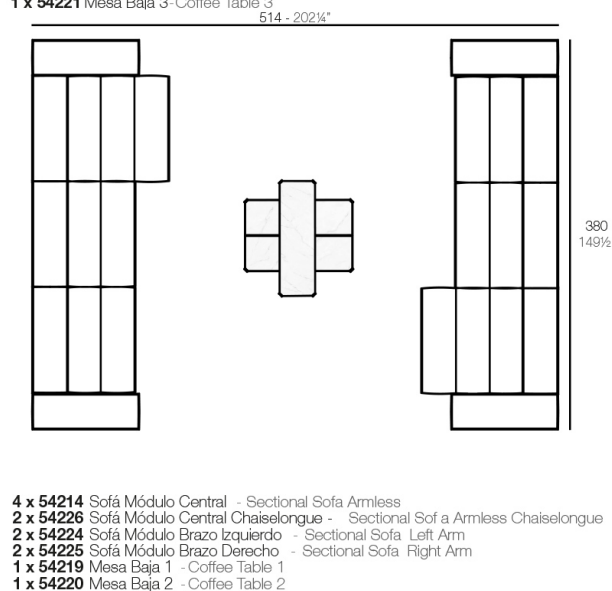 1 x 54221 Mesa Baja 3 - Coffee Table 3
514 - 202¼"
380
149½
4 x 54214 Sofá Módulo Central - Sectional Sofa Armless
2 x 54226 Sofá Módulo Central Chaiselongue - Sectional Sof a Armless Chaiselongue
2 x 54224 Sofá Módulo Brazo Izquierdo - Sectional Sofa Left Arm
2 x 54225 Sofá Módulo Brazo Derecho - Sectional Sofa Right Arm
1 x 54219 Mesa Baja 1 - Coffee Table 1
1 x 54220 Mesa Baja 2 - Coffee Table 2